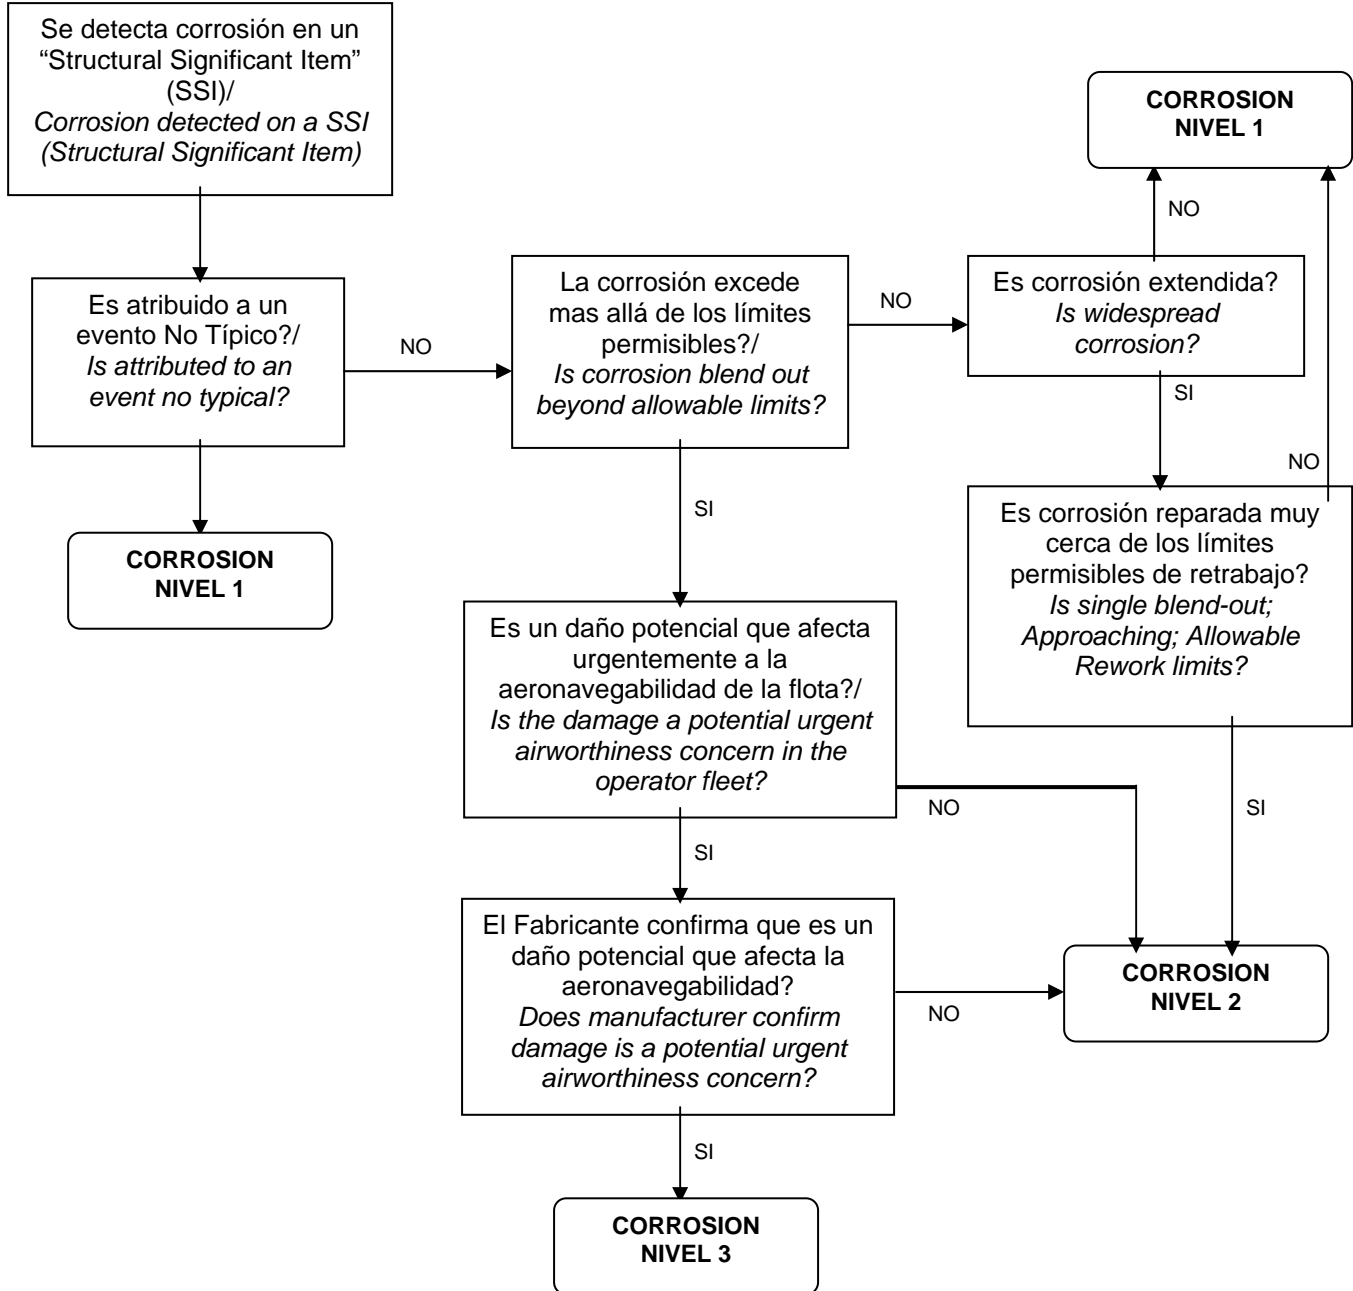 Se detecta corrosión en un
“Structural Significant Item”
(SSI)/
Corrosion detected on a SSI
(Structural Significant Item)
CORROSION
NIVEL 1
NO
Es atribuido a un
evento No Típico?/
Is attributed to an
event no typical?
NO
La corrosión excede
mas allá de los límites
permisibles?/
Is corrosion blend out
beyond allowable limits?
NO
Es corrosión extendida?
Is widespread
corrosion?
SI
NO
SI
Es corrosión reparada muy
cerca de los límites
permisibles de retrabajo?
Is single blend-out;
Approaching; Allowable
Rework limits?
CORROSION
NIVEL 1
Es un daño potencial que afecta
urgentemente a la
aeronavegabilidad de la flota?/
Is the damage a potential urgent
airworthiness concern in the
operator fleet?
NO
SI
SI
El Fabricante confirma que es un
daño potencial que afecta la
aeronavegabilidad?
Does manufacturer confirm
damage is a potential urgent
airworthiness concern?
NO
CORROSION
NIVEL 2
SI
CORROSION
NIVEL 3